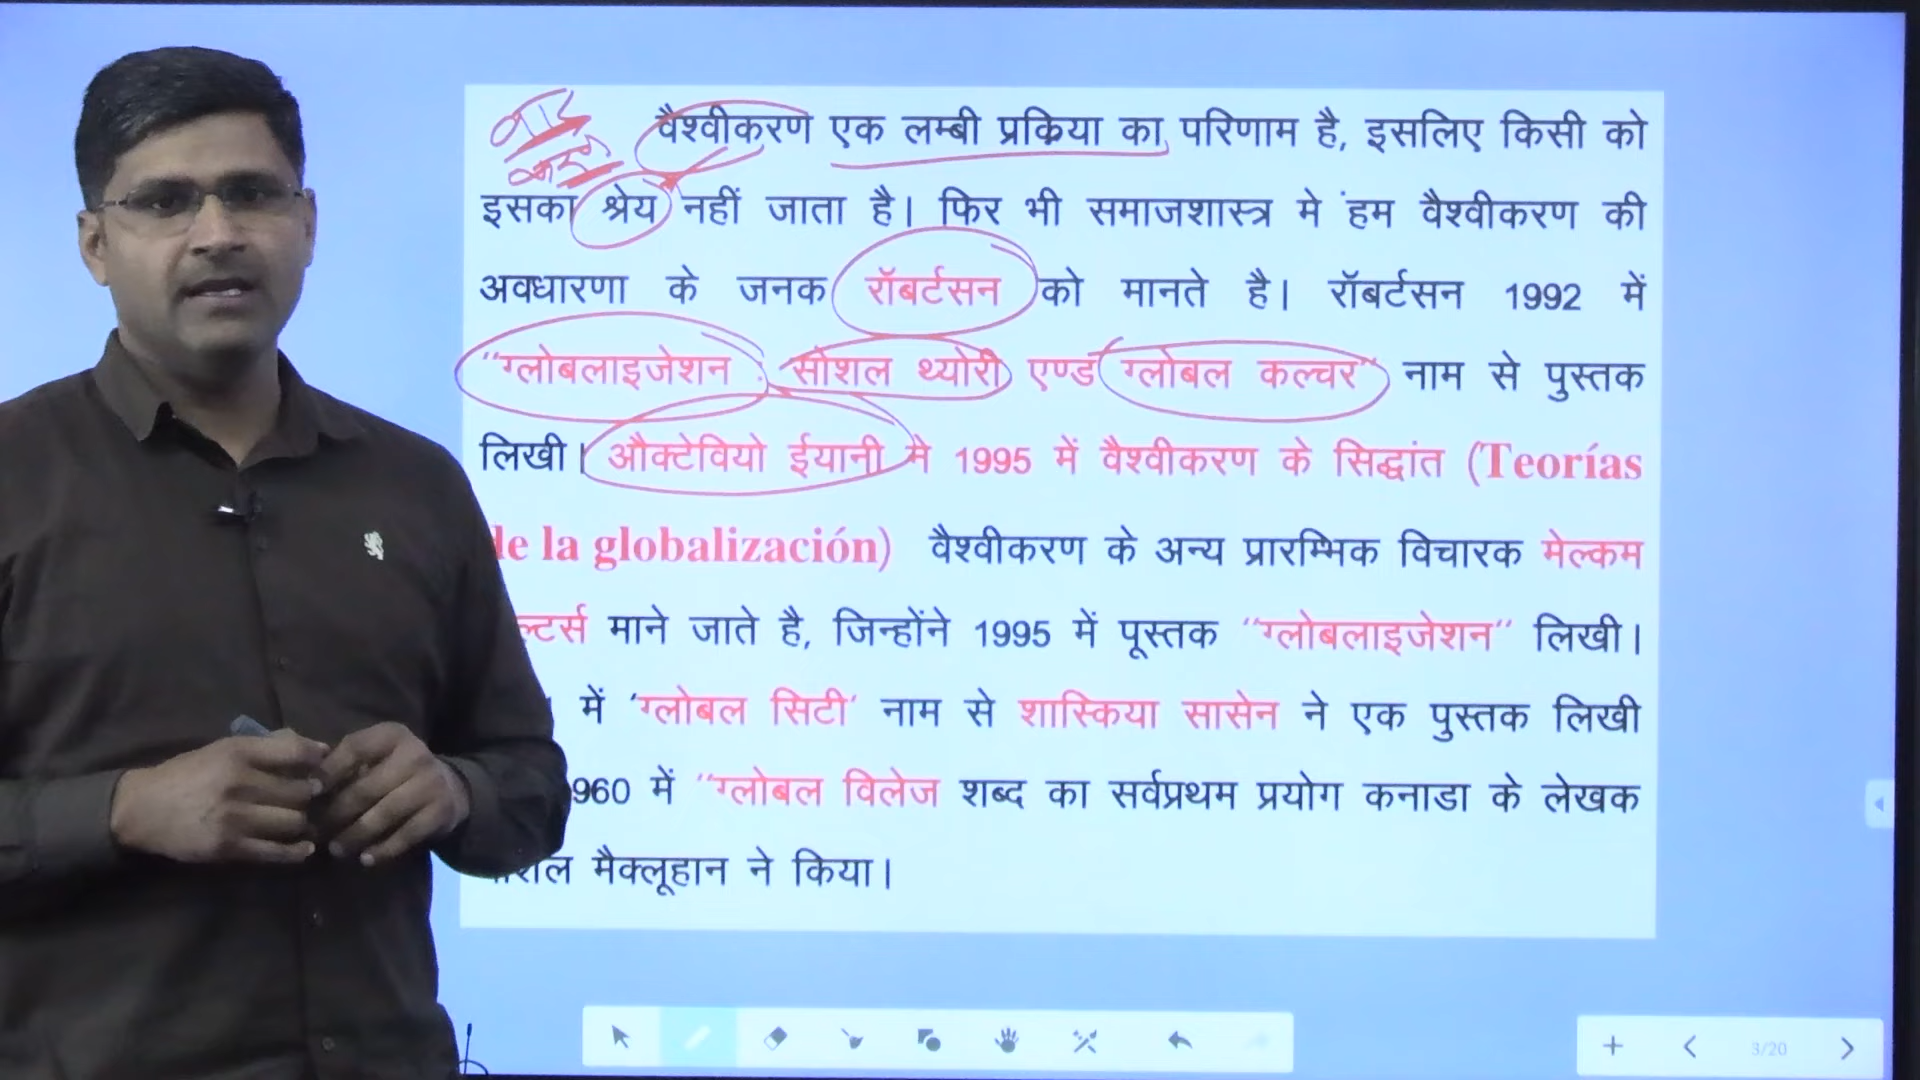 वैश्वीकरण एक लम्बी प्रक्रिया का परिणाम है, इसलिए किसी को
इसका श्रेय नहीं जाता है। फिर भी समाजशास्त्र मे हम वैश्वीकरण की
अवधारणा के जनक रॉबर्टसन को मानते है। रॉबर्टसन 1992 में
"ग्लोबलाइजेशन : सोशल थ्योरी एण्ड ग्लोबल कल्चर" नाम से पुस्तक
लिखी। औक्टेवियो ईयानी मे 1995 में वैश्वीकरण के सिद्धांत (Teorías
de la globalización) वैश्वीकरण के अन्य प्रारम्भिक विचारक मेल्कम
माने जाते है, जिन्होंने 1995 में पूस्तक "ग्लोबलाइजेशन" लिखी।
में 'ग्लोबल सिटी' नाम से शास्किया सासेन ने एक पुस्तक लिखी
960 में "ग्लोबल विलेज शब्द का सर्वप्रथम प्रयोग कनाडा के लेखक
मैक्लूहान ने किया।
3/20